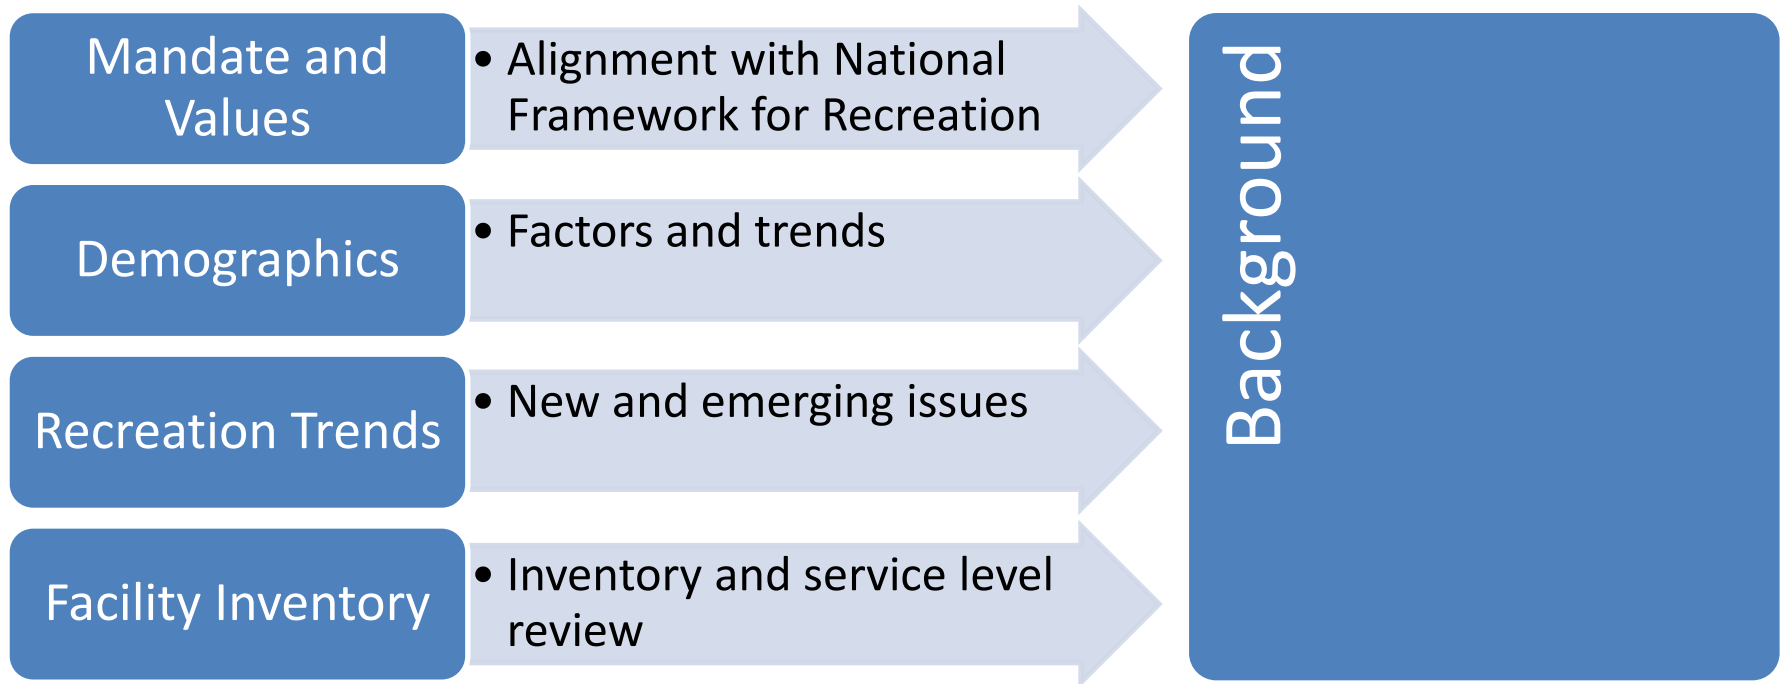 Mandate and
Values
• Alignment with National
Framework for Recreation
Demographics
• Factors and trends
Recreation Trends
• New and emerging issues
Facility Inventory
• Inventory and service level
review
Background